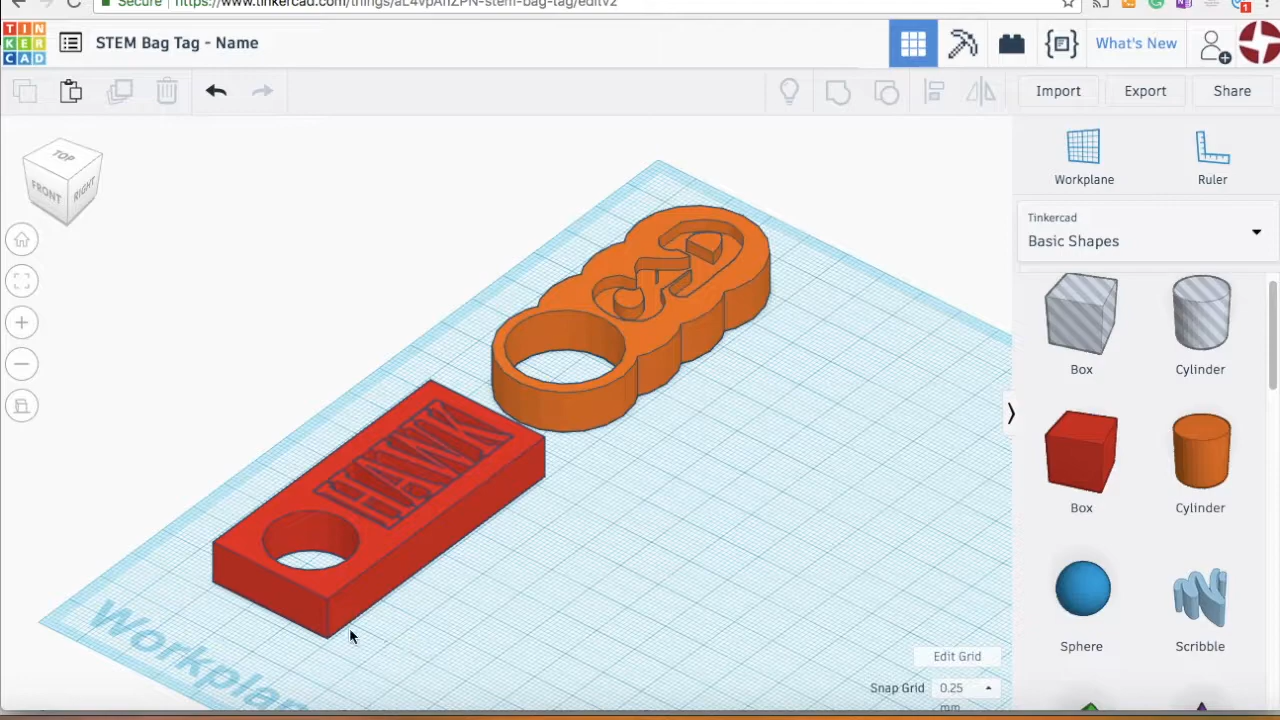 Secure https://www.tinkercad.com/things/aL4vpAnZPN-stem-bag-tag/editv2
TIN
KER
CAD
STEM Bag Tag - Name
What's New
Import
Export
Share
TOP
FRONT
RIGHT
Workplane
Ruler
Tinkercad
Basic Shapes
Box
Cylinder
Box
Cylinder
Sphere
Scribble
HAWK
Workplan
Edit Grid
Snap Grid 0.25
mm